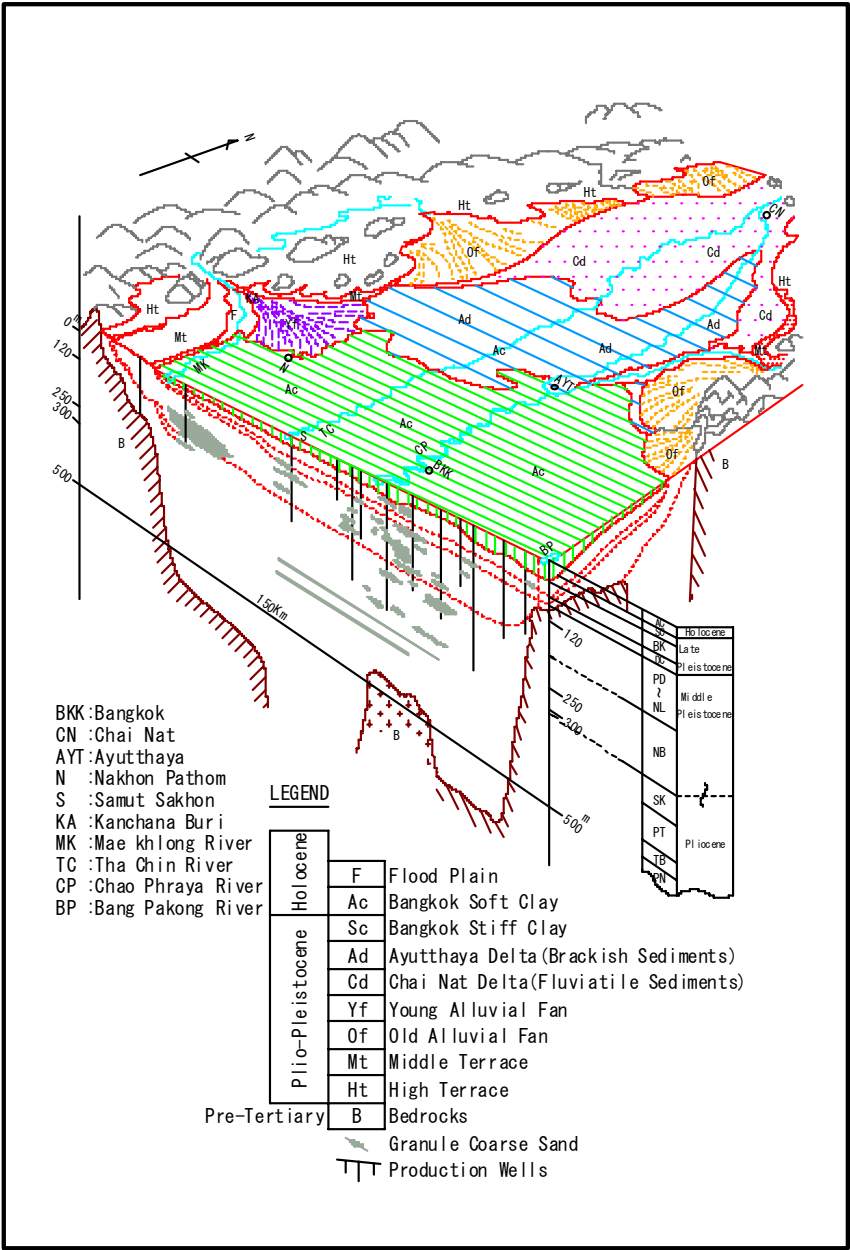 N
Of
CN
Ht
Ht
Of
Cd
Cd
Ht
Ht
KA
Mt
Ht
F
Yf
Ad
Ad
Ad
Cd
Mt
Mt
MK
N
Ac
Ac
AYT
Of
0m
120
250
300
500
B
S
TC
Ac
CP
BKK
Ac
Of
B
BP
150Km
120
250
300
500m
B
AC
SC
BK
DC
PD
~
NL
NB
SK
PT
TB
PN
Holocene
Late
Pleistocene
Middle
Pleistocene
Pliocene
BKK:Bangkok
CN :Chai Nat
AYT:Ayutthaya
N :Nakhon Pathom
S :Samut Sakhon
KA :Kanchana Buri
MK :Mae khlong River
TC :Tha Chin River
CP :Chao Phraya River
BP :Bang Pakong River
LEGEND
Holocene
F Flood Plain
Ac Bangkok Soft Clay
Plio-Pleistocene
Sc Bangkok Stiff Clay
Ad Ayutthaya Delta(Brackish Sediments)
Cd Chai Nat Delta(Fluviatile Sediments)
Yf Young Alluvial Fan
Of Old Alluvial Fan
Mt Middle Terrace
Ht High Terrace
Pre-Tertiary B Bedrocks
Granule Coarse Sand
Production Wells